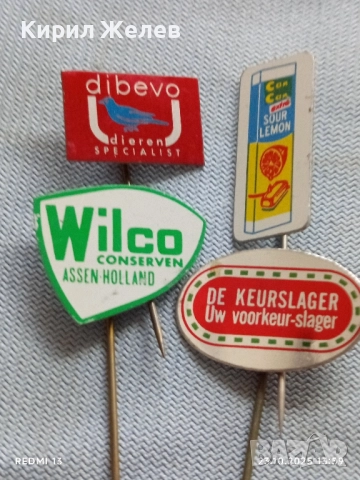 Кирил Желев
dibevo
dieren
SPECIALIST
SOUR
LEMON
Wilco
CONSERVEN
ASSEN-HOLLAND
DE KEURSLAGER
Uw voorkeur-slager
REDMI 13